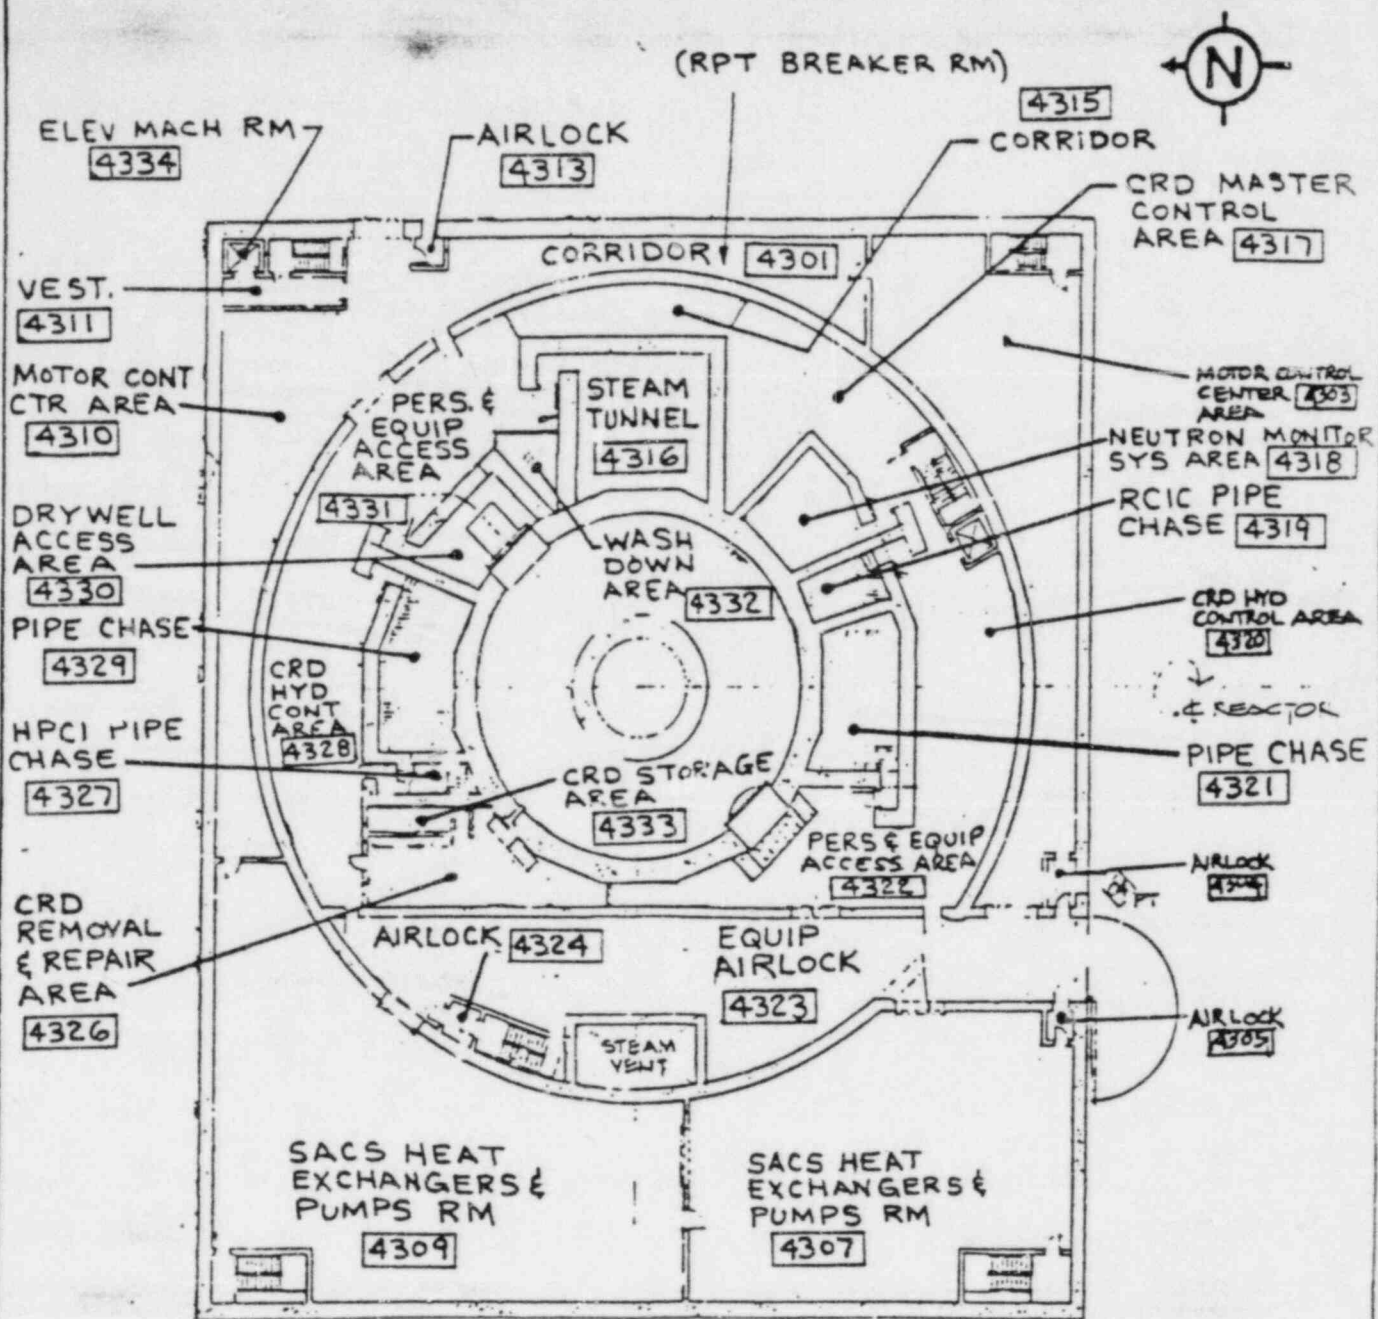 (RPT BREAKER RM)
N
4315
CORRIDOR
ELEV MACH RM
4334
AIRLOCK
4313
CRD MASTER
CONTROL
AREA 4317
CORRIDOR 4301
VEST.
4311
MOTOR CONT
CTR AREA
4310
MOTOR CONTROL
CENTER 4303
AREA
PERS. &
EQUIP
ACCESS
AREA
4331
STEAM
TUNNEL
4316
NEUTRON MONITOR
SYS AREA 4318
RCIC PIPE
CHASE 4319
DRYWELL
ACCESS
AREA
4330
WASH
DOWN
AREA 4332
CRD HYD
CONTROL AREA
4320
PIPE CHASE
4329
CRD
HYD
CONT
AREA
4328
℄ REACTOR
HPCI PIPE
CHASE
4327
PIPE CHASE
4321
CRD STORAGE
AREA
4333
PERS & EQUIP
ACCESS AREA
4322
AIRLOCK
CRD
REMOVAL
& REPAIR
AREA
4326
AIRLOCK 4324
EQUIP
AIRLOCK
4323
AIRLOCK
4305
STEAM
VENT
SACS HEAT
EXCHANGERS &
PUMPS RM
4309
SACS HEAT
EXCHANGERS &
PUMPS RM
4307